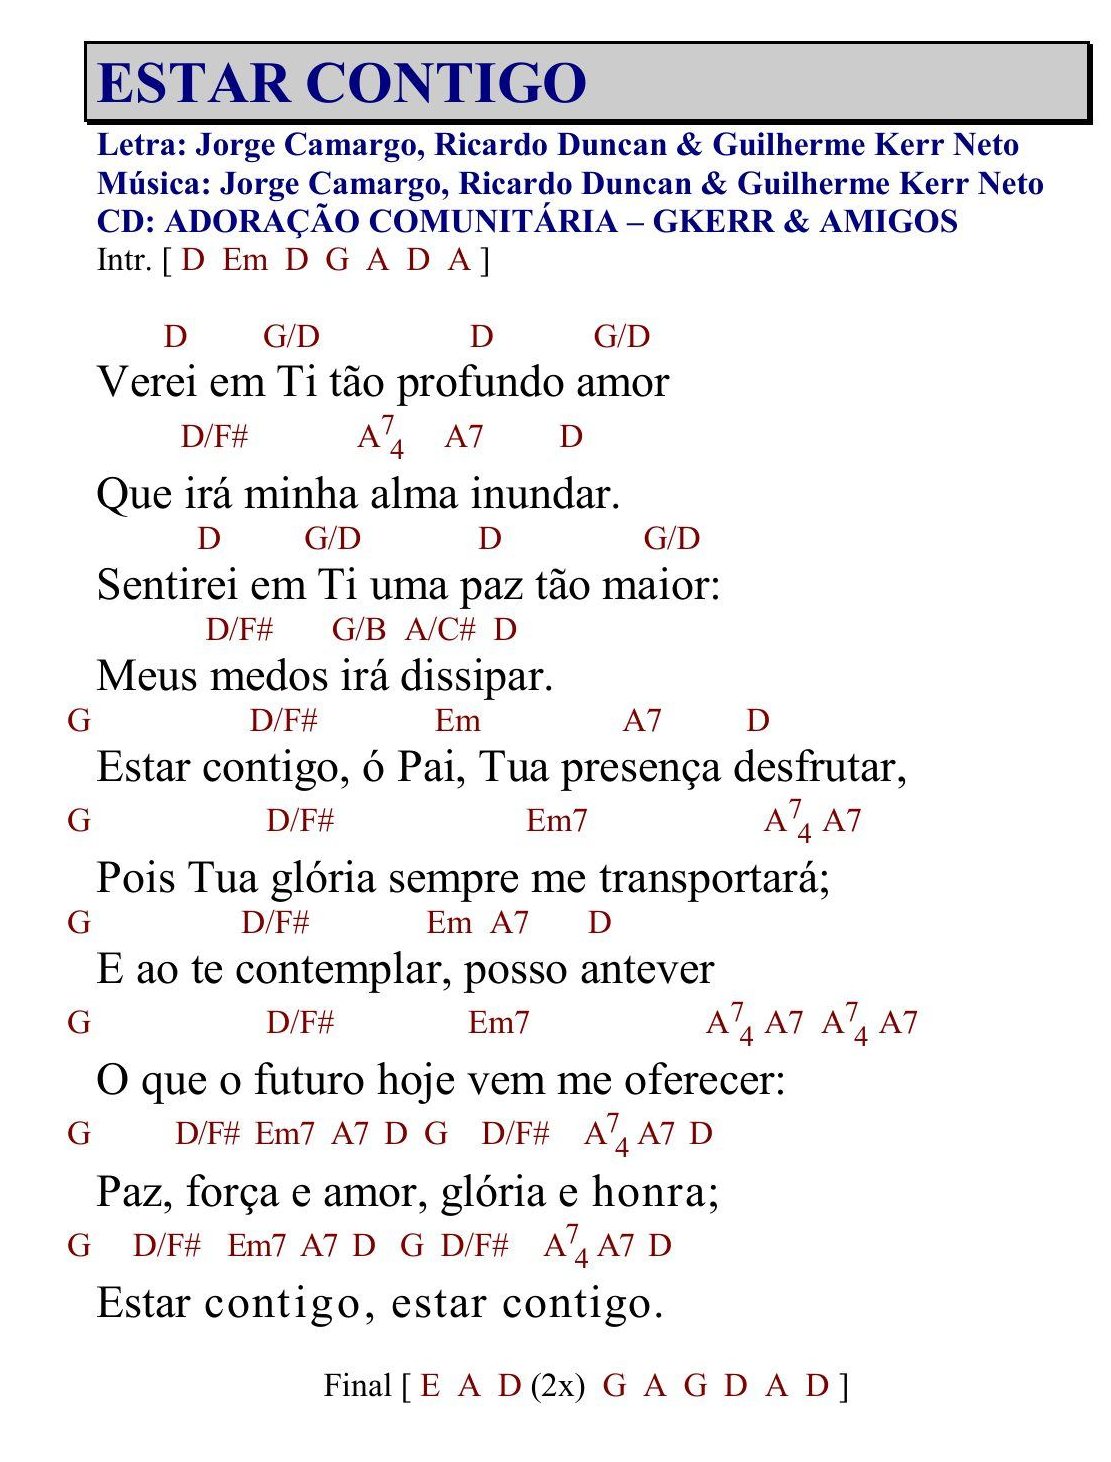 ESTAR CONTIGO
Letra: Jorge Camargo, Ricardo Duncan & Guilherme Kerr Neto
Música: Jorge Camargo, Ricardo Duncan & Guilherme Kerr Neto
CD: ADORAÇÃO COMUNITÁRIA – GKERR & AMIGOS
Intr. [ D Em D G A D A ]
D G/D D G/D
Verei em Ti tão profundo amor
D/F# A74 A7 D
Que irá minha alma inundar.
D G/D D G/D
Sentirei em Ti uma paz tão maior:
D/F# G/B A/C# D
Meus medos irá dissipar.
G D/F# Em A7 D
Estar contigo, ó Pai, Tua presença desfrutar,
G D/F# Em7 A74 A7
Pois Tua glória sempre me transportará;
G D/F# Em A7 D
E ao te contemplar, posso antever
G D/F# Em7 A74 A7 A74 A7
O que o futuro hoje vem me oferecer:
G D/F# Em7 A7 D G D/F# A74 A7 D
Paz, força e amor, glória e honra;
G D/F# Em7 A7 D G D/F# A74 A7 D
Estar contigo, estar contigo.
Final [ E A D (2x) G A G D A D ]